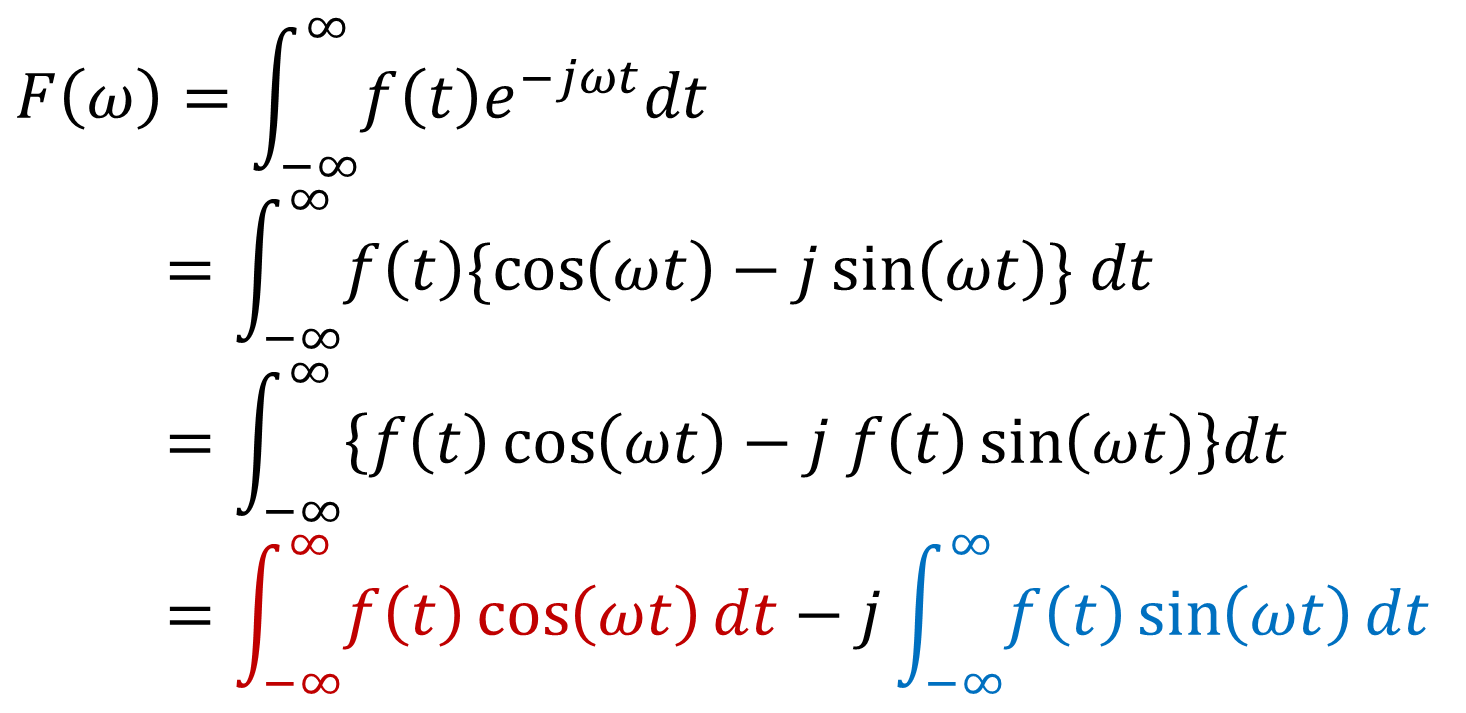 F(ω) = ∫_{-∞}^{∞} f(t)e^{-jωt}dt
= ∫_{-∞}^{∞} f(t){cos(ωt) − j sin(ωt)} dt
= ∫_{-∞}^{∞} {f(t) cos(ωt) − j f(t) sin(ωt)}dt
= ∫_{-∞}^{∞} f(t) cos(ωt) dt − j ∫_{-∞}^{∞} f(t) sin(ωt) dt